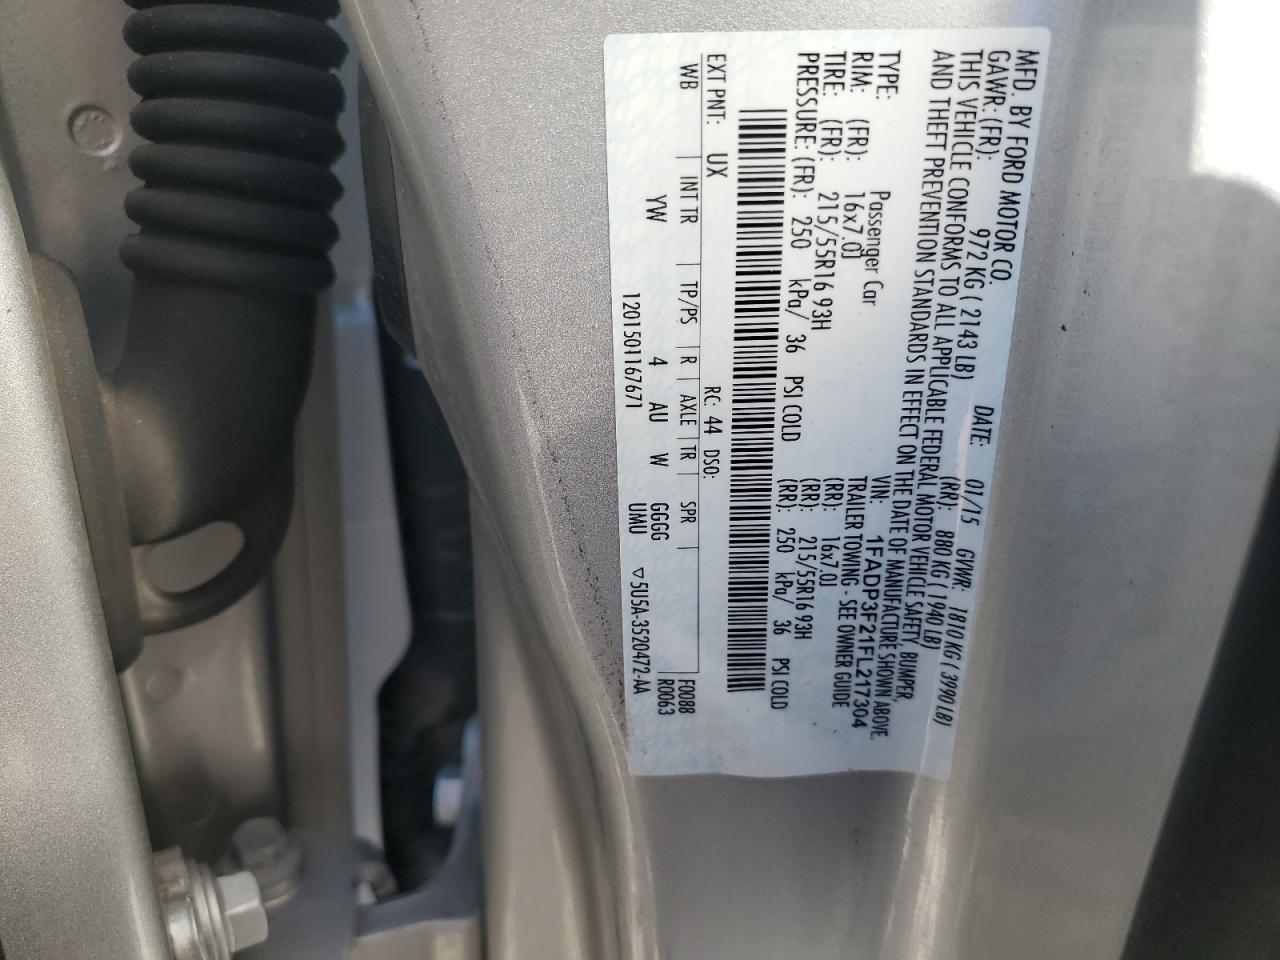 MFD. BY FORD MOTOR CO.
DATE: 01/15 GVWR: 1810 KG ( 3990 LB)
GAWR: (FR): 972 KG ( 2143 LB) (RR): 880 KG ( 1940 LB)
THIS VEHICLE CONFORMS TO ALL APPLICABLE FEDERAL MOTOR VEHICLE SAFETY, BUMPER,
AND THEFT PREVENTION STANDARDS IN EFFECT ON THE DATE OF MANUFACTURE SHOWN ABOVE.
VIN: 1FADP3F21FL217304
TYPE: Passenger Car TRAILER TOWING - SEE OWNER GUIDE
RIM: (FR): 16x7.0J (RR): 16x7.0J
TIRE: (FR): 215/55R16 93H (RR): 215/55R16 93H
PRESSURE: (FR): 250 kPa/ 36 PSI COLD (RR): 250 kPa/ 36 PSI COLD
EXT PNT: UX RC: 44 DSO:
WB INT TR TP/PS R AXLE TR SPR F0088
YW 4 AU W GGGG R0063
1201501167671 UMU ▽5U5A-3520472-AA